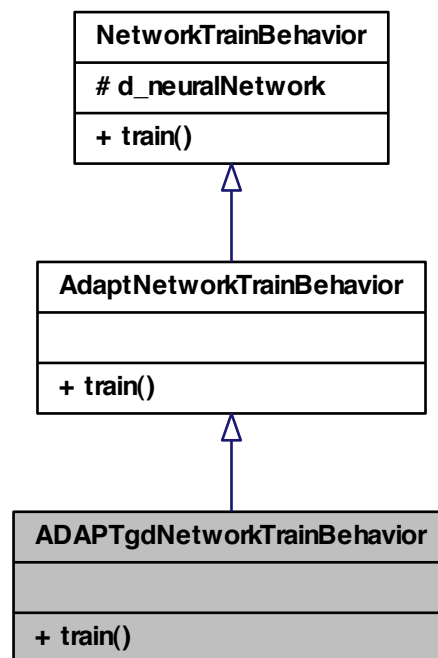 NetworkTrainBehavior
# d_neuralNetwork
+ train()
AdaptNetworkTrainBehavior
+ train()
ADAPTgdNetworkTrainBehavior
+ train()